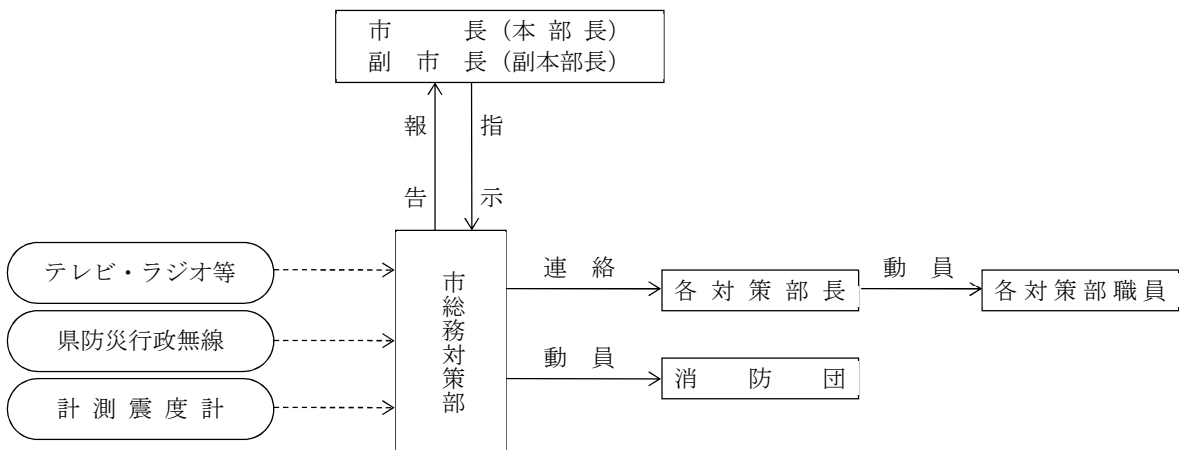 市長（本部長）
副市長（副本部長）
報告
指示
テレビ・ラジオ等
県防災行政無線
計測震度計
市総務対策部
連絡
各対策部長
動員
各対策部職員
動員
消防団